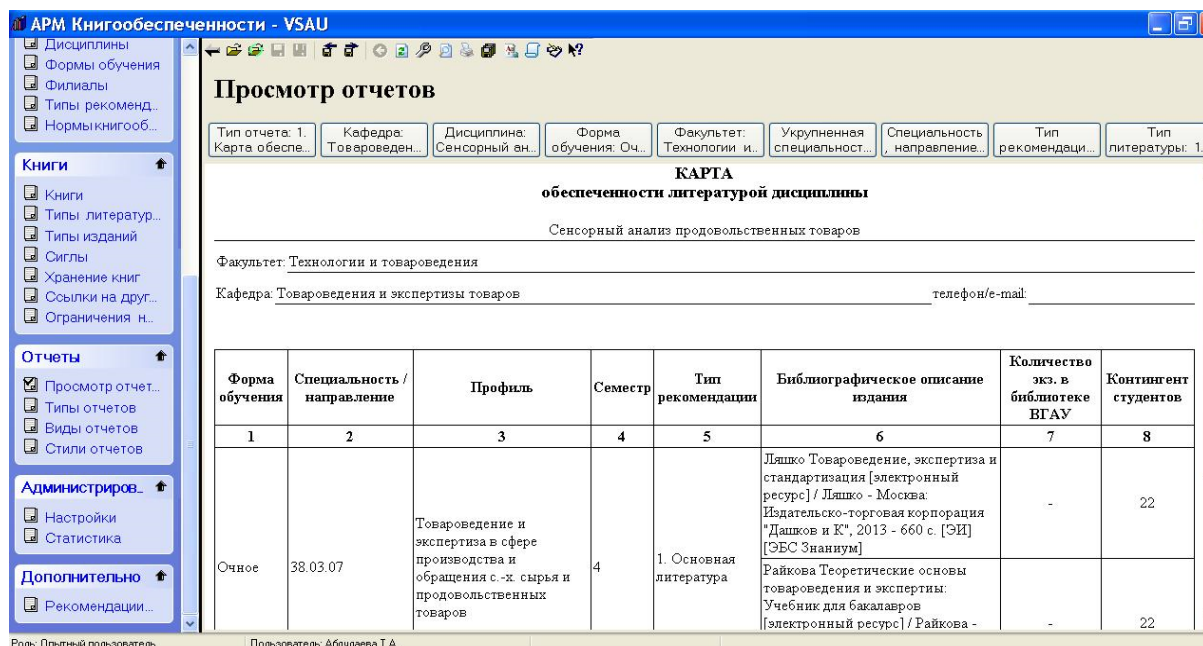 АРМ Книгообеспеченности - VSAU
Дисциплины
Формы обучения
Филиалы
Типы рекоменд...
Нормы книгооб...
Книги
Книги
Типы литератур...
Типы изданий
Сиглы
Хранение книг
Ссылки на друг...
Ограничения н...
Отчеты
Просмотр отчет...
Типы отчетов
Виды отчетов
Стили отчетов
Администриров...
Настройки
Статистика
Дополнительно
Рекомендации...
Просмотр отчетов
Тип отчета: 1.
Карта обеспе...
Кафедра:
Товароведен...
Дисциплина:
Сенсорный ан...
Форма
обучения: Оч...
Факультет:
Технологии и...
Укрупненная
специальност...
Специальность
, направление...
Тип
рекомендаци...
Тип
литературы: 1.
КАРТА
обеспеченности литературой дисциплины
Сенсорный анализ продовольственных товаров
Факультет: Технологии и товароведения
Кафедра: Товароведения и экспертизы товаров телефон/e-mail:
Форма
обучения
Специальность /
направление
Профиль
Семестр
Тип
рекомендации
Библиографическое описание
издания
Количество
экз. в
библиотеке
ВГАУ
Контингент
студентов
1 2 3 4 5 6 7 8
Очное
38.03.07
Товароведение и
экспертиза в сфере
производства и
обращения с.-х. сырья и
продовольственных
товаров
4
1. Основная
литература
Ляшко Товароведение, экспертиза и
стандартизация [электронный
ресурс] / Ляшко - Москва:
Издательско-торговая корпорация
"Дашков и К", 2013 - 660 с. [ЭИ]
[ЭБС Знаниум]
-
22
Райкова Теоретические основы
товароведения и экспертиы:
Учебник для бакалавров
[электронный ресурс] / Райкова -
-
22
Роль: Опытный пользователь
Пользователь: Абдулаева Т.А.